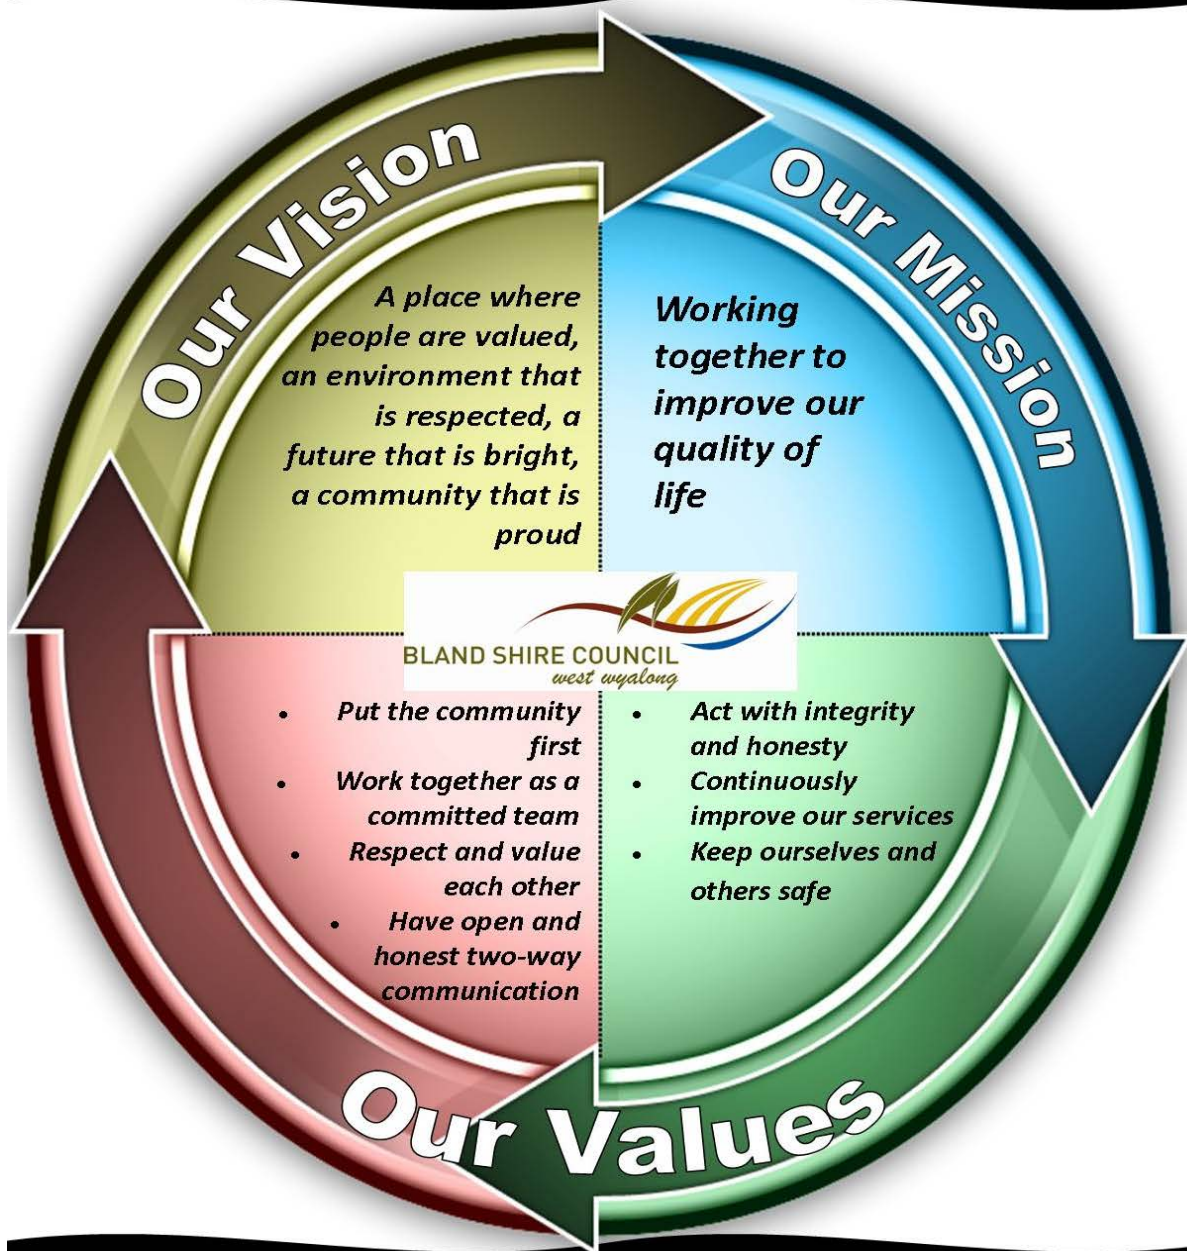 Our Vision
A place where
people are valued,
an environment that
is respected, a
future that is bright,
a community that is
proud
Our Mission
Working
together to
improve our
quality of
life
BLAND SHIRE COUNCIL
west wyalong
• Put the community
first
• Work together as a
committed team
• Respect and value
each other
• Have open and
honest two-way
communication
• Act with integrity
and honesty
• Continuously
improve our services
• Keep ourselves and
others safe
Our Values